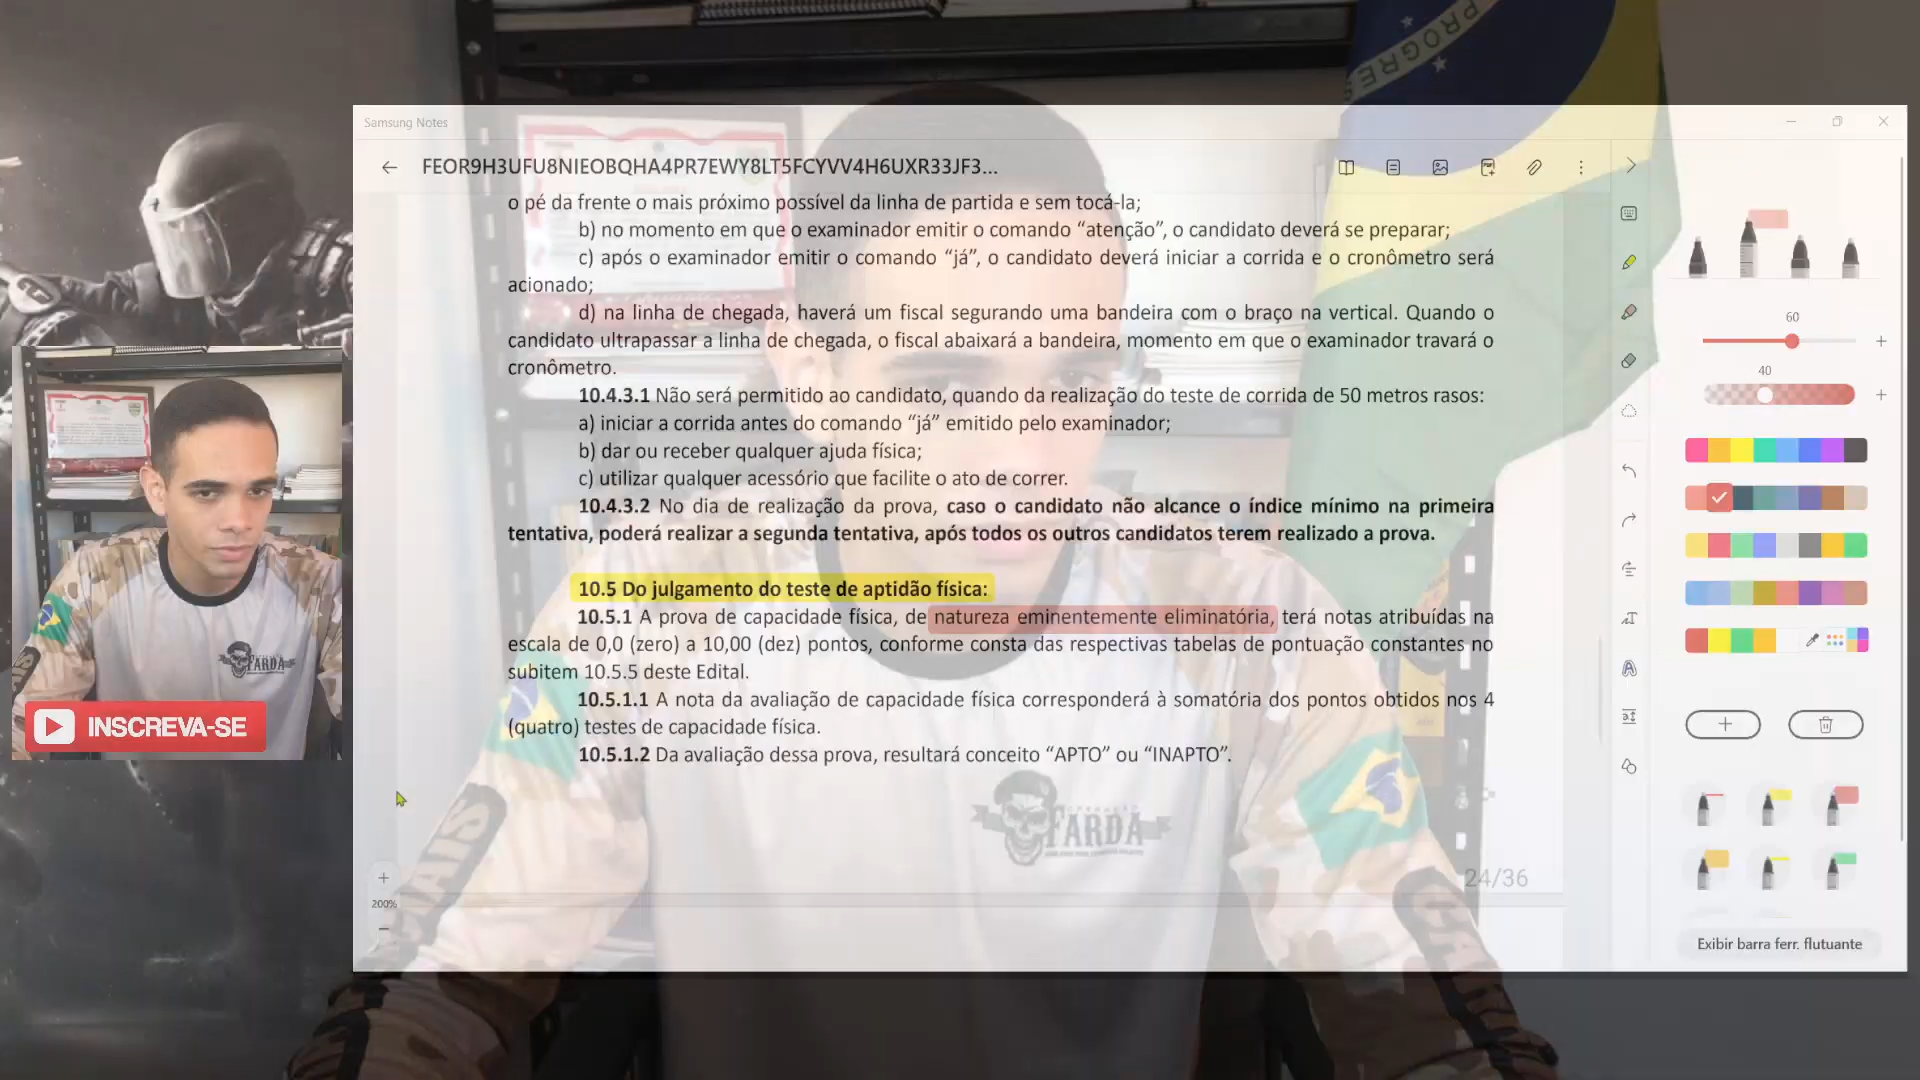 PROGRE
Samsung Notes
FEOR9H3UFU8NIEOBQHA4PR7EWY8LT5FCYVV4H6UXR33JF3...
o pé da frente o mais próximo possível da linha de partida e sem tocá-la;
b) no momento em que o examinador emitir o comando “atenção”, o candidato deverá se preparar;
c) após o examinador emitir o comando “já”, o candidato deverá iniciar a corrida e o cronômetro será
acionado;
d) na linha de chegada, haverá um fiscal segurando uma bandeira com o braço na vertical. Quando o
candidato ultrapassar a linha de chegada, o fiscal abaixará a bandeira, momento em que o examinador travará o
cronômetro.
10.4.3.1 Não será permitido ao candidato, quando da realização do teste de corrida de 50 metros rasos:
a) iniciar a corrida antes do comando “já” emitido pelo examinador;
b) dar ou receber qualquer ajuda física;
c) utilizar qualquer acessório que facilite o ato de correr.
10.4.3.2 No dia de realização da prova, caso o candidato não alcance o índice mínimo na primeira
tentativa, poderá realizar a segunda tentativa, após todos os outros candidatos terem realizado a prova.
10.5 Do julgamento do teste de aptidão física:
10.5.1 A prova de capacidade física, de natureza eminentemente eliminatória, terá notas atribuídas na
escala de 0,0 (zero) a 10,00 (dez) pontos, conforme consta das respectivas tabelas de pontuação constantes no
subitem 10.5.5 deste Edital.
10.5.1.1 A nota da avaliação de capacidade física corresponderá à somatória dos pontos obtidos nos 4
(quatro) testes de capacidade física.
10.5.1.2 Da avaliação dessa prova, resultará conceito “APTO” ou “INAPTO”.
24/36
200%
60
40
Exibir barra ferr. flutuante
INSCREVA-SE
FARDA
FARDA